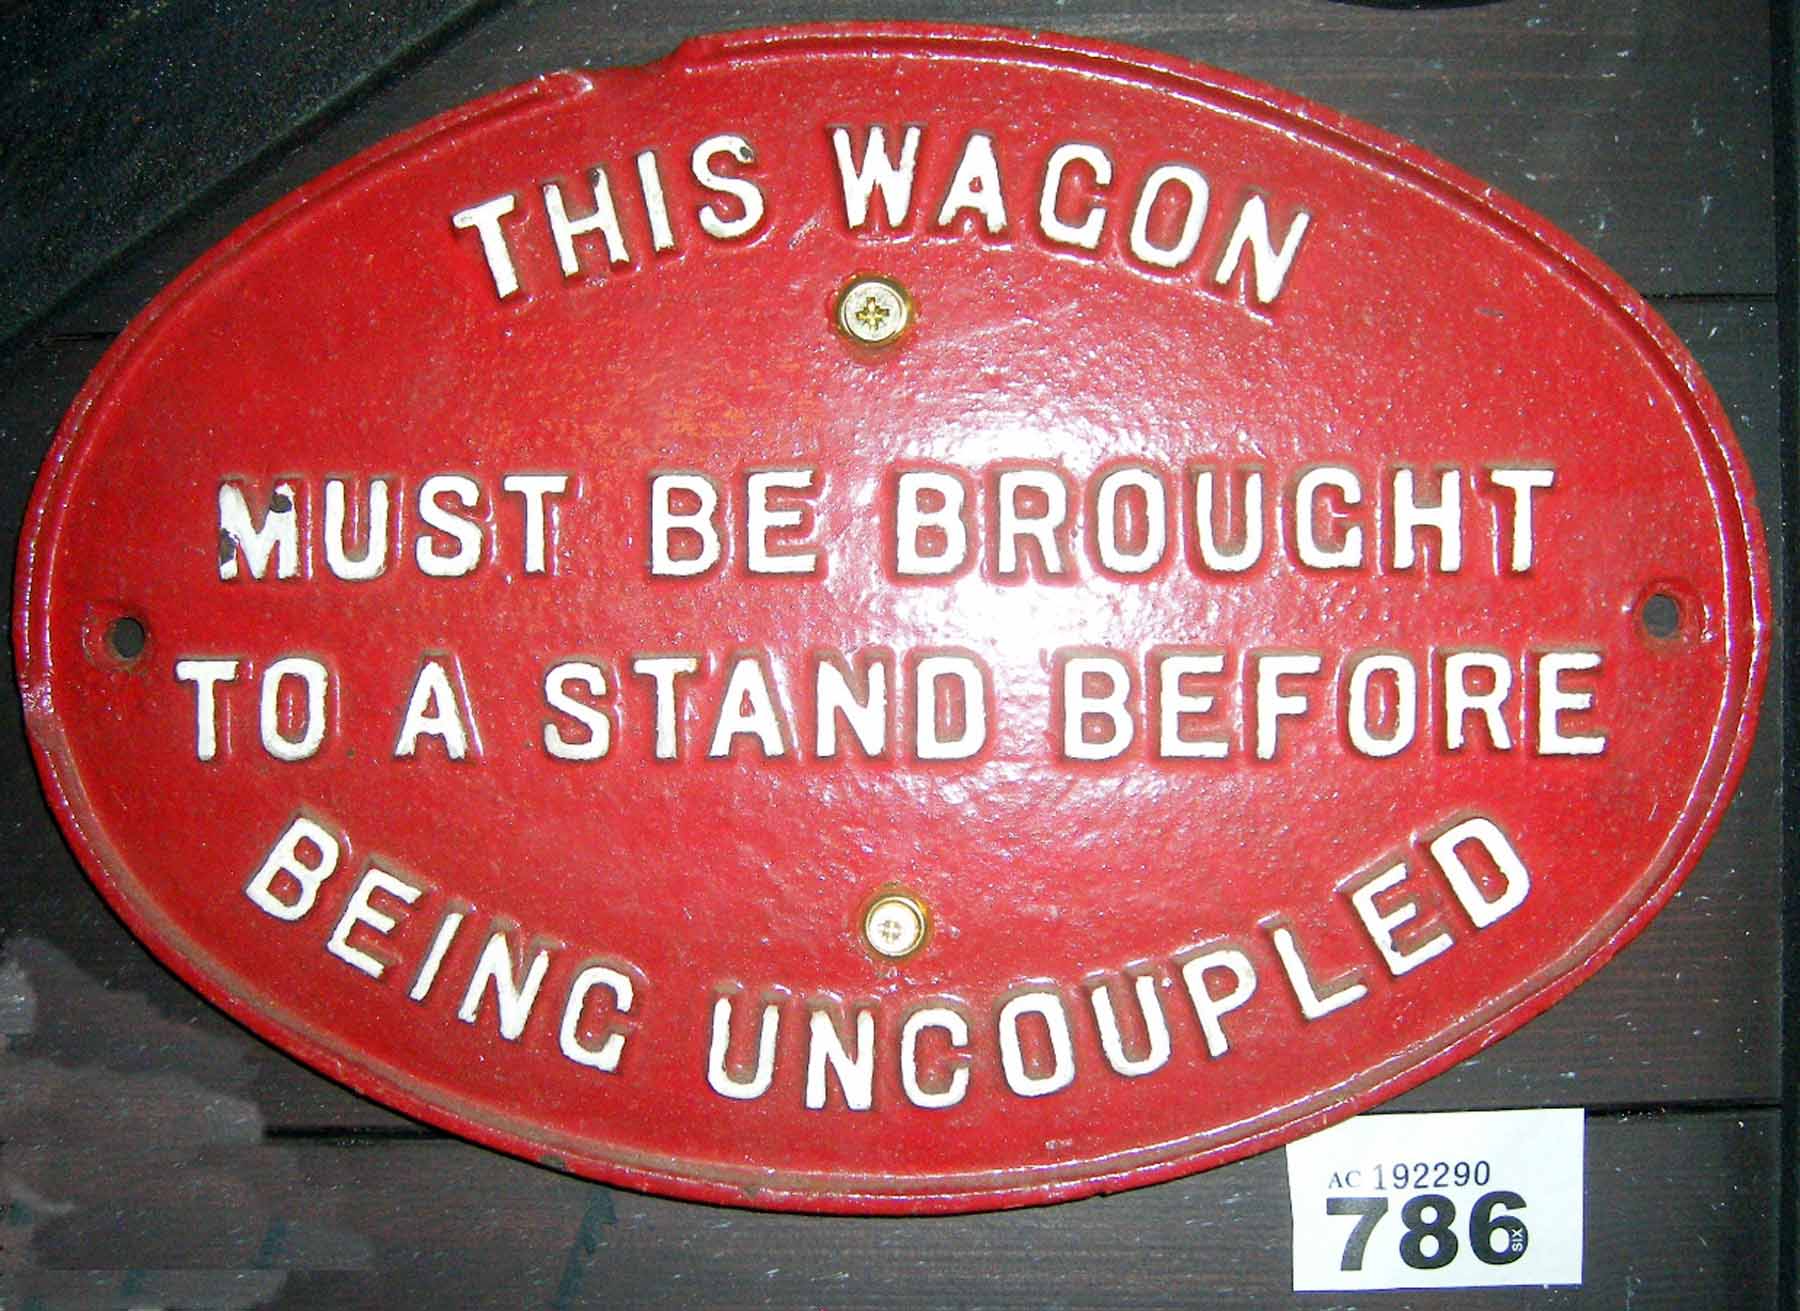 THIS WAGON
MUST BE BROUGHT
TO A STAND BEFORE
BEING UNCOUPLED
AC 192290
786
SIX